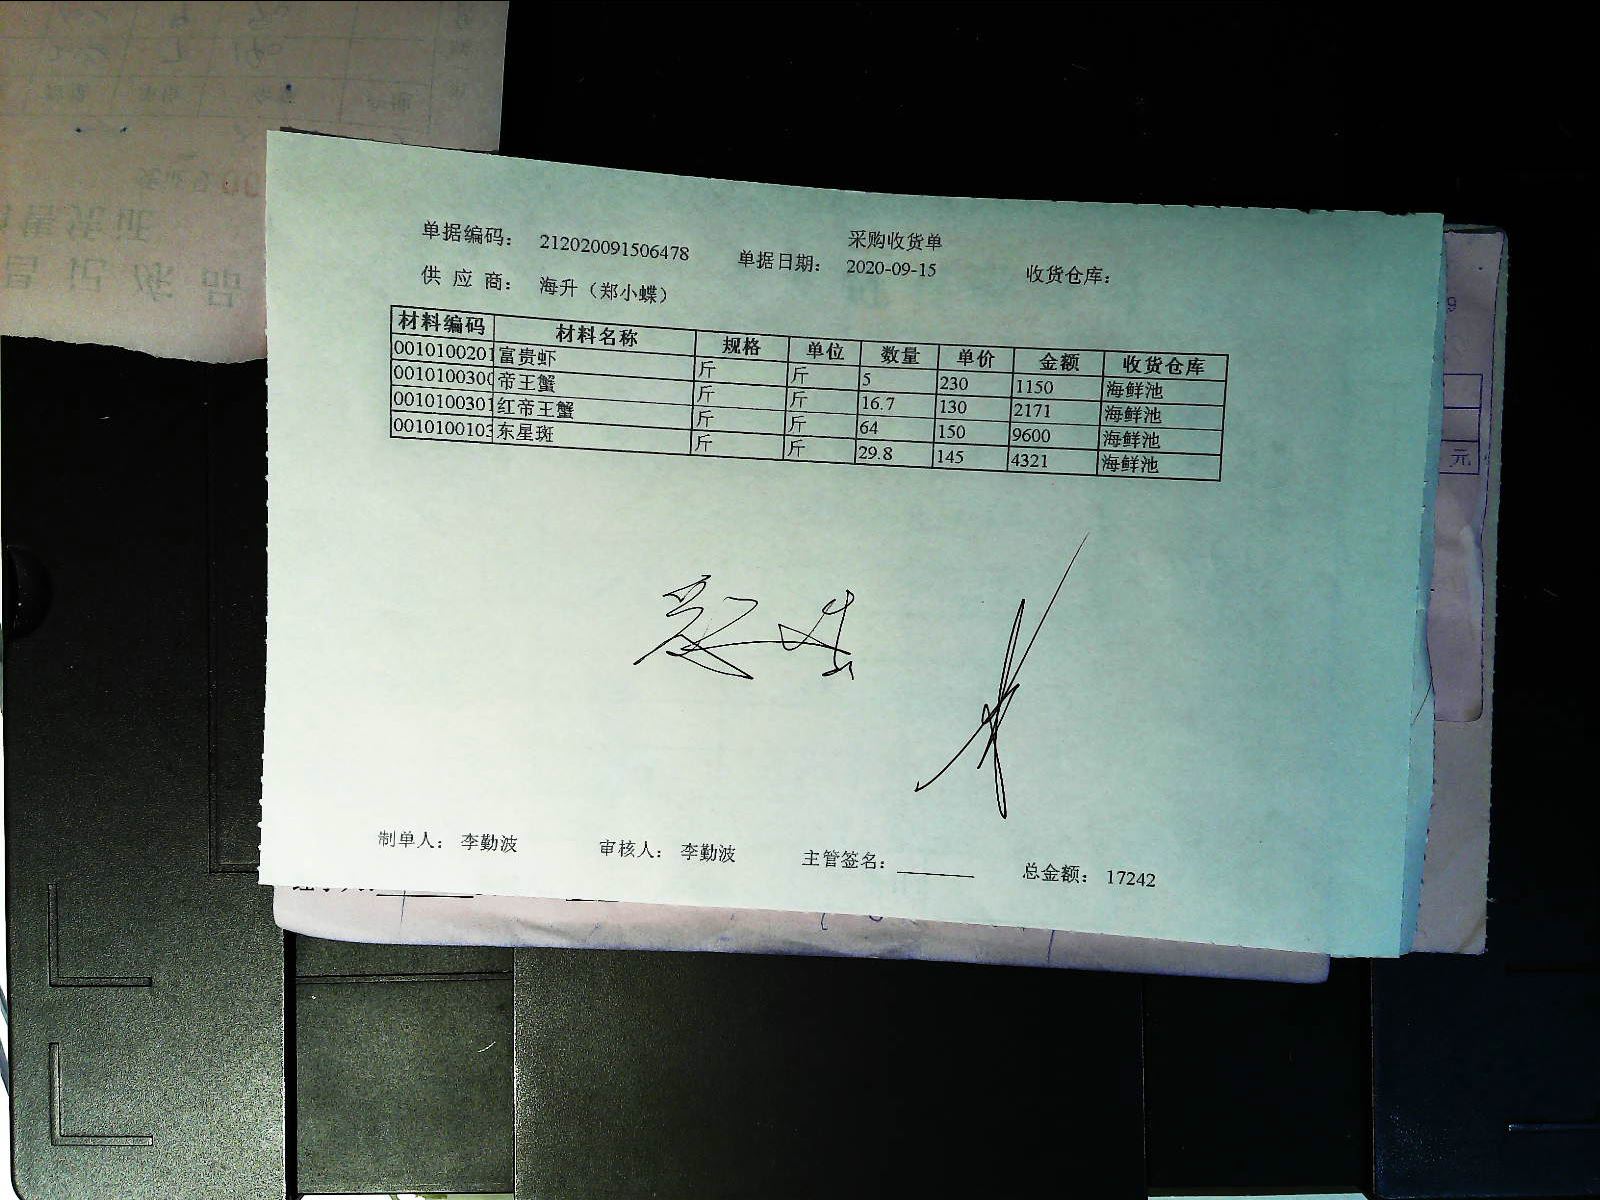 采购收货单
单据编码： 212020091506478 单据日期： 2020-09-15 收货仓库：
供 应 商： 海升（郑小蝶）
材料编码 材料名称 规格 单位 数量 单价 金额 收货仓库
0010100201 富贵虾 斤 斤 5 230 1150 海鲜池
001010030 帝王蟹 斤 斤 16.7 130 2171 海鲜池
0010100301 红帝王蟹 斤 斤 64 150 9600 海鲜池
001010010 东星斑 斤 斤 29.8 145 4321 海鲜池
制单人： 李勤波 审核人： 李勤波 主管签名： 总金额： 17242
元